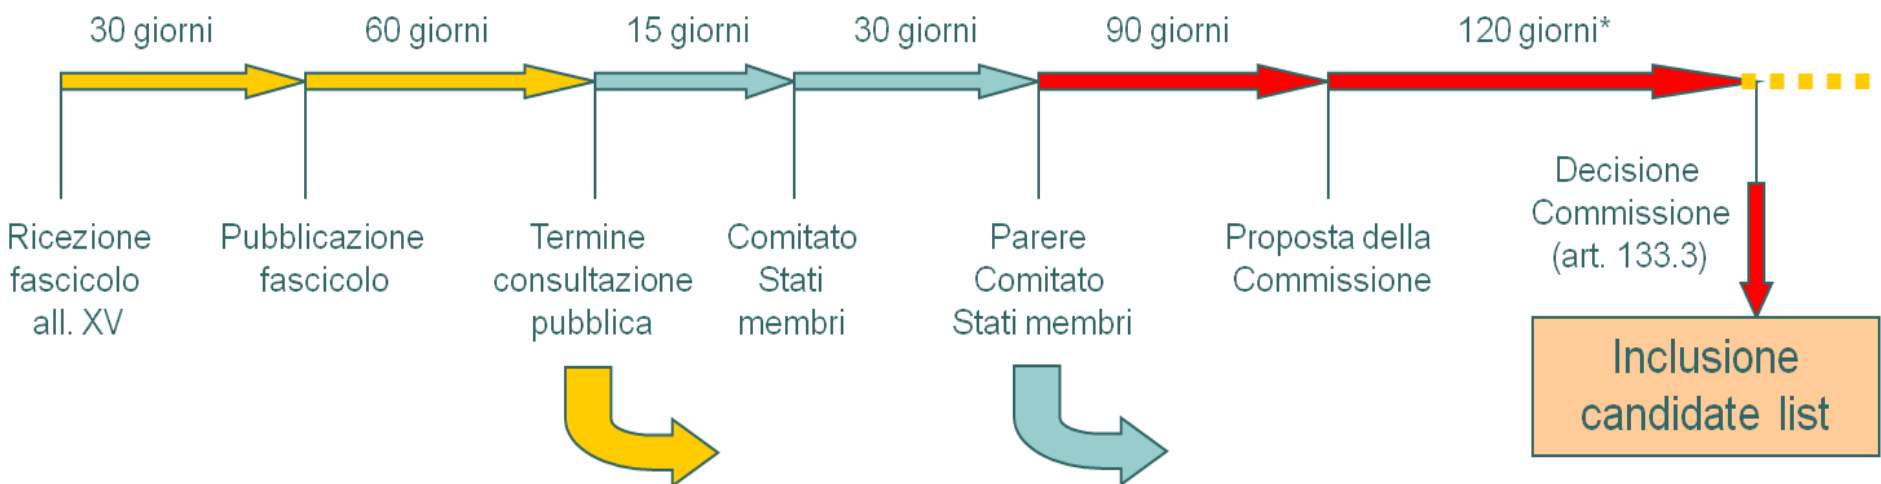 30 giorni
60 giorni
15 giorni
30 giorni
90 giorni
120 giorni*
Ricezione
fascicolo
all. XV
Pubblicazione
fascicolo
Termine
consultazione
pubblica
Comitato
Stati
membri
Parere
Comitato
Stati membri
Proposta della
Commissione
Decisione
Commissione
(art. 133.3)
Inclusione
candidate list